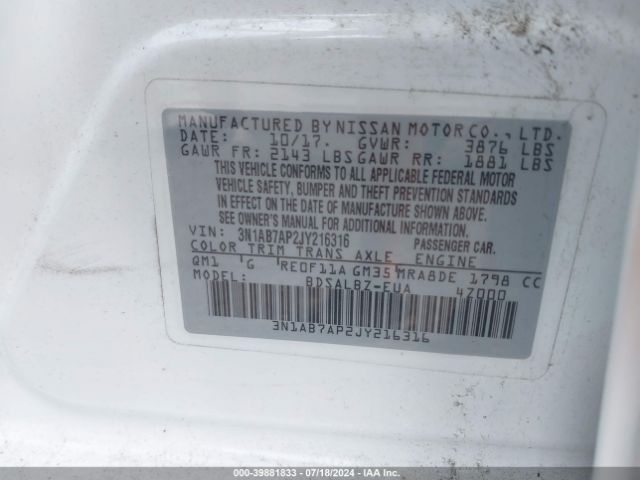 MANUFACTURED BY NISSAN MOTOR CO., LTD.
DATE: 10/17. GVWR: 3876 LBS
GAWR FR: 2143 LBS GAWR RR: 1881 LBS
THIS VEHICLE CONFORMS TO ALL APPLICABLE FEDERAL MOTOR
VEHICLE SAFETY, BUMPER AND THEFT PREVENTION STANDARDS
IN EFFECT ON THE DATE OF MANUFACTURE SHOWN ABOVE.
SEE OWNER'S MANUAL FOR ADDITIONAL INFORMATION.
VIN: 3N1AB7AP2JY216316 PASSENGER CAR.
COLOR TRIM TRANS AXLE ENGINE
QM1 G RE0F11A GM35 MRA8DE 1798 CC
MODEL: BDSALBZ-EUA 47000
3N1AB7AP2JY216316
000-39881833 - 07/18/2024 - IAA Inc.